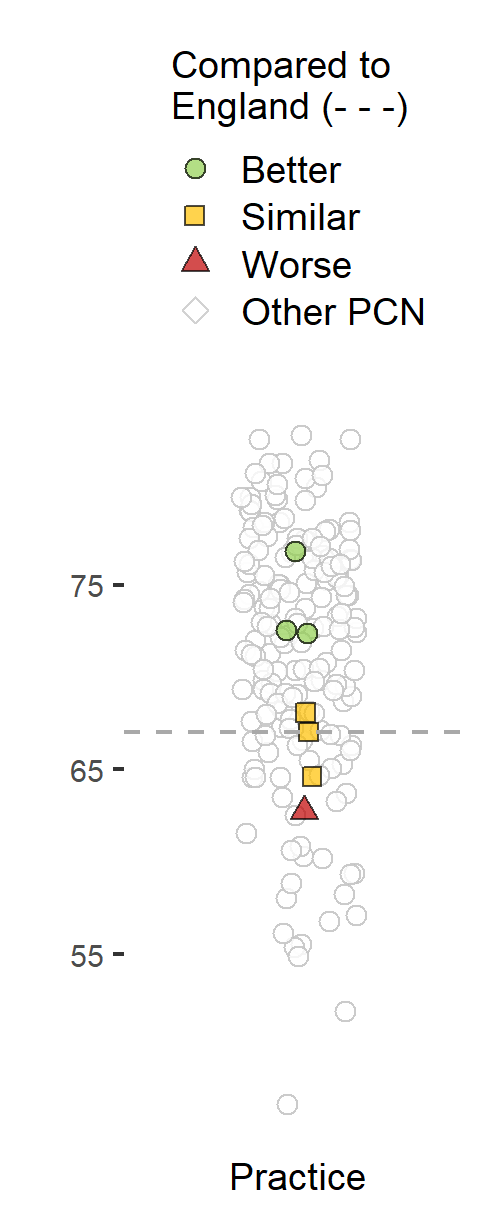 Compared to
England (- - -)
Better
Similar
Worse
Other PCN
75
65
55
Practice